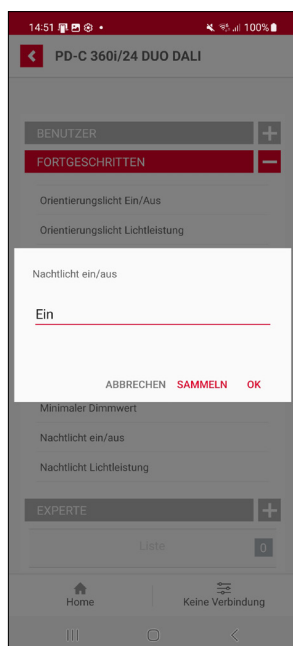 14:51 100%
PD-C 360i/24 DUO DALI
BENUTZER
FORTGESCHRITTEN
Orientierungslicht Ein/Aus
Orientierungslicht Lichtleistung
Nachtlicht ein/aus
Ein
ABBRECHEN SAMMELN OK
Minimaler Dimmwert
Nachtlicht ein/aus
Nachtlicht Lichtleistung
EXPERTE
Liste 0
Home Keine Verbindung